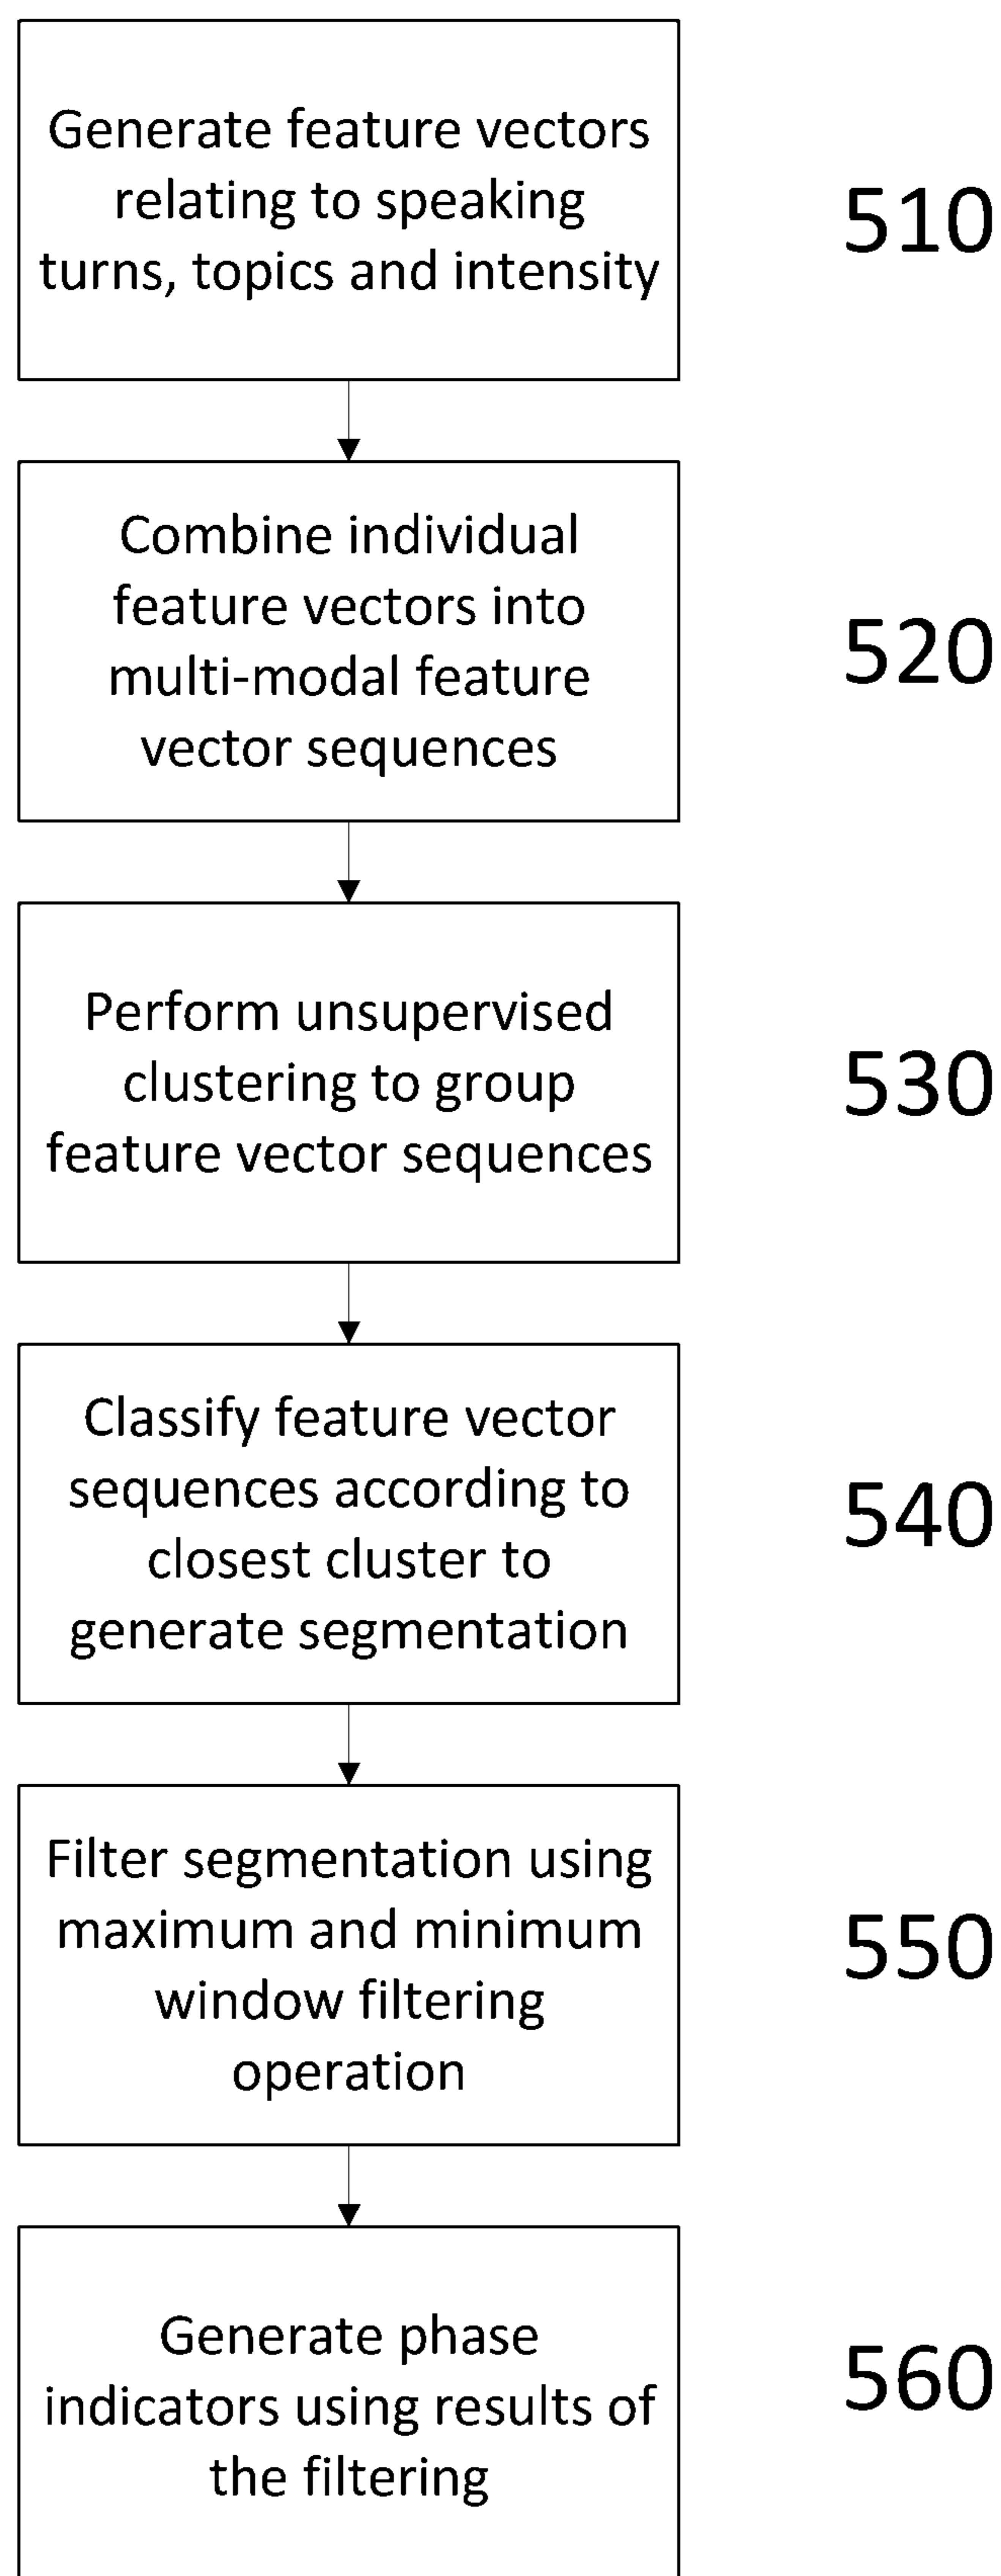 Generate feature vectors
relating to speaking
turns, topics and intensity
510
Combine individual
feature vectors into
multi-modal feature
vector sequences
520
Perform unsupervised
clustering to group
feature vector sequences
530
Classify feature vector
sequences according to
closest cluster to
generate segmentation
540
Filter segmentation using
maximum and minimum
window filtering
operation
550
Generate phase
indicators using results of
the filtering
560